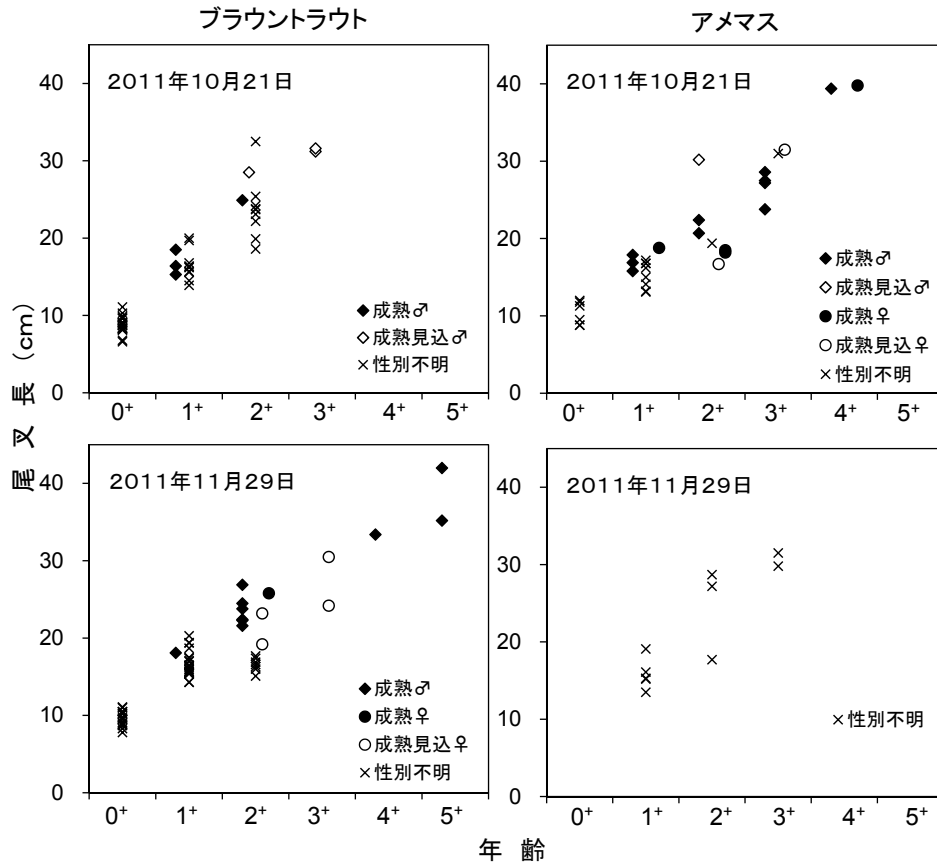 ブラウントラウト
アメマス
2011年10月21日
40
30
20
10
0
0⁺ 1⁺ 2⁺ 3⁺ 4⁺ 5⁺
成熟♂
成熟見込♂
性別不明
2011年10月21日
40
30
20
10
0
0⁺ 1⁺ 2⁺ 3⁺ 4⁺ 5⁺
成熟♂
成熟見込♂
成熟♀
成熟見込♀
性別不明
尾叉長(cm)
2011年11月29日
40
30
20
10
0
0⁺ 1⁺ 2⁺ 3⁺ 4⁺ 5⁺
成熟♂
成熟♀
成熟見込♀
性別不明
2011年11月29日
40
30
20
10
0
0⁺ 1⁺ 2⁺ 3⁺ 4⁺ 5⁺
性別不明
年齢